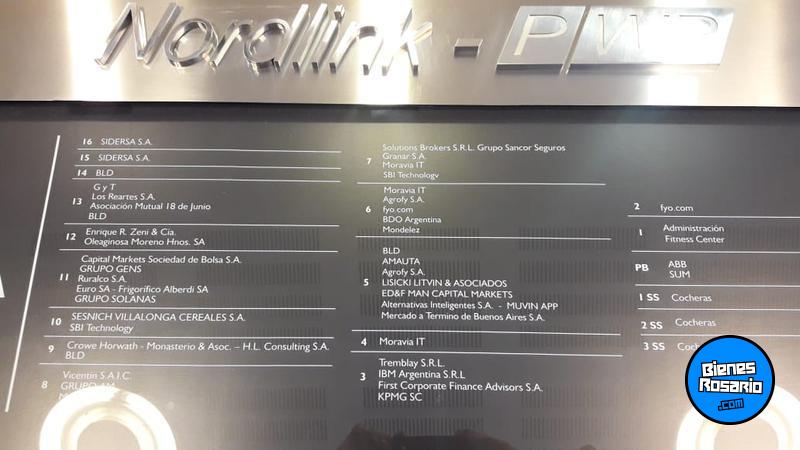 Nordlink - PWP
16 SIDERSA S.A.
15 SIDERSA S.A.
14 BLD
G y T
Los Reartes S.A.
13 Asociación Mutual 18 de Junio
BLD
12 Enrique R. Zeni & Cia.
Oleaginosa Moreno Hnos. SA
Capital Markets Sociedad de Bolsa S.A.
GRUPO GENS
11 Ruralco S.A.
Euro SA - Frigorífico Alberdi SA
GRUPO SOLANAS
10 SESNICH VILLALONGA CEREALES S.A.
SBI Technology
9 Crowe Horwath - Monasterio & Asoc. – H.L. Consulting S.A.
BLD
8 Vicentin S.A.I.C.
GRUPO AM
Solutions Brokers S.R.L. Grupo Sancor Seguros
7 Granar S.A.
Moravia IT
SBI Technology
Moravia IT
Agrofy S.A.
6 fyo.com
BDO Argentina
Mondelez
BLD
AMAUTA
Agrofy S.A.
5 LISICKI LITVIN & ASOCIADOS
ED&F MAN CAPITAL MARKETS
Alternativas Inteligentes S.A. - MUVIN APP
Mercado a Termino de Buenos Aires S.A.
4 Moravia IT
Tremblay S.R.L.
3 IBM Argentina S.R.L
First Corporate Finance Advisors S.A.
KPMG SC
2 fyo.com
1 Administración
Fitness Center
PB ABB
SUM
1 SS Cocheras
2 SS Cocheras
3 SS
Bienes
Rosario
.com